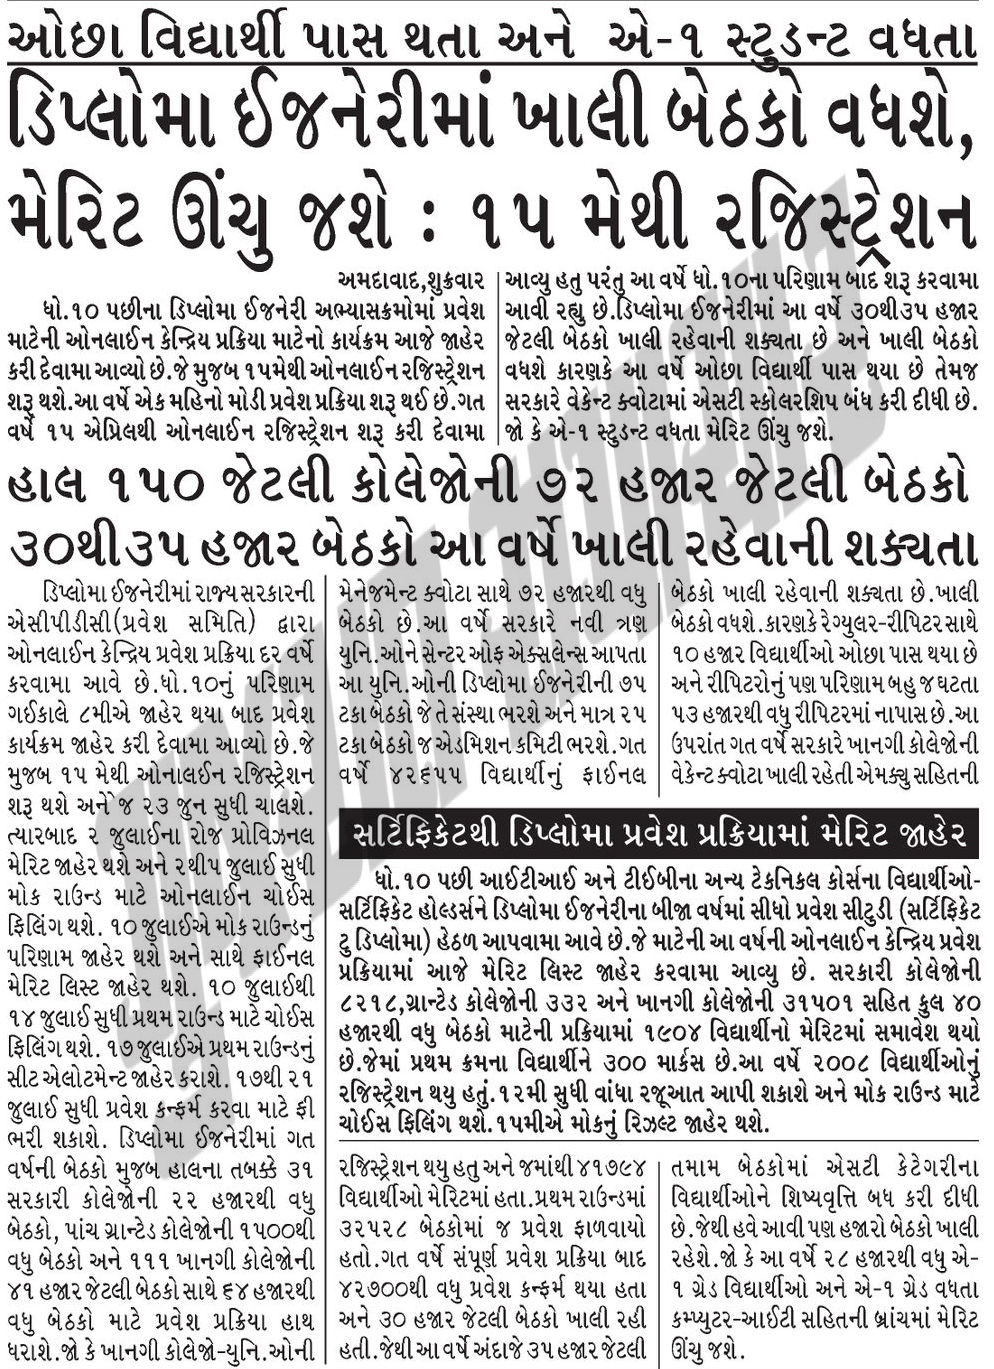 ઓછા વિદ્યાર્થી પાસ થતા અને એ-૧ સ્ટુડન્ટ વધતા
ડિપ્લોમા ઈજનેરીમાં ખાલી બેઠકો વધશે,
મેરિટ ઊંચુ જશે : ૧૫ મેથી રજિસ્ટ્રેશન
અમદાવાદ,શુક્રવાર
ધો.૧૦ પછીના ડિપ્લોમા ઈજનેરી અભ્યાસક્રમોમાં પ્રવેશ
માટેની ઓનલાઈન કેન્દ્રિય પ્રક્રિયા માટેનો કાર્યક્રમ આજે જાહેર
કરી દેવામા આવ્યો છે.જે મુજબ ૧૫મેથી ઓનલાઈન રજિસ્ટ્રેશન
શરૂ થશે.આ વર્ષે એક મહિનો મોડી પ્રવેશ પ્રક્રિયા શરૂ થઈ છે.ગત
વર્ષે ૧૫ એપ્રિલથી ઓનલાઈન રજિસ્ટ્રેશન શરૂ કરી દેવામા
આવ્યુ હતુ પરંતુ આ વર્ષે ધો.૧૦ના પરિણામ બાદ શરૂ કરવામા
આવી રહ્યુ છે.ડિપ્લોમા ઈજનેરીમાં આ વર્ષે ૩૦થી૩૫ હજાર
જેટલી બેઠકો ખાલી રહેવાની શક્યતા છે અને ખાલી બેઠકો
વધશે કારણકે આ વર્ષે ઓછા વિદ્યાર્થી પાસ થયા છે તેમજ
સરકારે વેકેન્ટ ક્વોટામાં એસટી સ્કોલરશિપ બંધ કરી દીધી છે.
જો કે એ-૧ સ્ટુડન્ટ વધતા મેરિટ ઊંચુ જશે.
હાલ ૧૫૦ જેટલી કોલેજોની ૭૨ હજાર જેટલી બેઠકો
૩૦થી૩૫ હજાર બેઠકો આ વર્ષે ખાલી રહેવાની શક્યતા
ડિપ્લોમા ઈજનેરીમાં રાજ્ય સરકારની
એસીપીડીસી(પ્રવેશ સમિતિ) દ્વારા
ઓનલાઈન કેન્દ્રિય પ્રવેશ પ્રક્રિયા દર વર્ષે
કરવામા આવે છે.ધો.૧૦નું પરિણામ
ગઈકાલે ૮મીએ જાહેર થયા બાદ પ્રવેશ
કાર્યક્રમ જાહેર કરી દેવામા આવ્યો છે.જે
મુજબ ૧૫ મેથી ઓનાલઈન રજિસ્ટ્રેશન
શરૂ થશે અને જ ૨૩ જુન સુધી ચાલશે.
ત્યારબાદ ૨ જુલાઈના રોજ પ્રોવિઝનલ
મેરિટ જાહેર થશે અને ૨થી૫ જુલાઈ સુધી
મોક રાઉન્ડ માટે ઓનલાઈન ચોઈસ
ફિલિંગ થશે. ૧૦ જુલાઈએ મોક રાઉન્ડનું
પરિણામ જાહેર થશે અને સાથે ફાઈનલ
મેરિટ લિસ્ટ જાહેર થશે. ૧૦ જુલાઈથી
૧૪ જુલાઈ સુધી પ્રથમ રાઉન્ડ માટે ચોઈસ
ફિલિંગ થશે. ૧૭ જુલાઈએ પ્રથમ રાઉન્ડનું
સીટ એલોટમેન્ટ જાહેર કરાશે. ૧૭થી ૨૧
જુલાઈ સુધી પ્રવેશ કન્ફર્મ કરવા માટે ફી
ભરી શકાશે. ડિપ્લોમા ઈજનેરીમાં ગત
વર્ષની બેઠકો મુજબ હાલના તબક્કે ૩૧
સરકારી કોલેજોની ૨૨ હજારથી વધુ
બેઠકો, પાંચ ગ્રાન્ટેડ કોલેજોની ૧૫૦૦થી
વધુ બેઠકો અને ૧૧૧ ખાનગી કોલેજોની
૪૧ હજાર જેટલી બેઠકો સાથે ૬૪ હજારથી
વધુ બેઠકો માટે પ્રવેશ પ્રક્રિયા હાથ
ધરાશે. જો કે ખાનગી કોલેજો-યુનિ.ઓની
મેનેજમેન્ટ ક્વોટા સાથે ૭૨ હજારથી વધુ
બેઠકો છે.આ વર્ષે સરકારે નવી ત્રણ
યુનિ.ઓને સેન્ટર ઓફ એક્સલેન્સ આપતા
આ યુનિ.ઓની ડિપ્લોમા ઈજનેરીની ૭૫
ટકા બેઠકો જે તે સંસ્થા ભરશે અને માત્ર ૨૫
ટકા બેઠકો જ એડમિશન કમિટી ભરશે.ગત
વર્ષે ૪૨૬૫૫ વિદ્યાર્થીનું ફાઈનલ
બેઠકો ખાલી રહેવાની શક્યતા છે.ખાલી
બેઠકો વધશે.કારણકે રેગ્યુલર-રીપિટર સાથે
૧૦ હજાર વિદ્યાર્થીઓ ઓછા પાસ થયા છે
અને રીપિટરોનું પણ પરિણામ બહુ જ ઘટતા
૫૩ હજારથી વધુ રીપિટરમાં નાપાસ છે.આ
ઉપરાંત ગત વર્ષે સરકારે ખાનગી કોલેજોની
વેકેન્ટ ક્વોટા ખાલી રહેતી એમક્યુ સહિતની
સર્ટિફિકેટથી ડિપ્લોમા પ્રવેશ પ્રક્રિયામાં મેરિટ જાહેર
ધો.૧૦ પછી આઈટીઆઈ અને ટીઈબીના અન્ય ટેકનિકલ કોર્સના વિદ્યાર્થીઓ-
સર્ટિફિકેટ હોલ્ડર્સને ડિપ્લોમા ઈજનેરીના બીજા વર્ષમાં સીધો પ્રવેશ સીટુડી (સર્ટિફિકેટ
ટુ ડિપ્લોમા) હેઠળ આપવામા આવે છે.જે માટેની આ વર્ષની ઓનલાઈન કેન્દ્રિય પ્રવેશ
પ્રક્રિયામાં આજે મેરિટ લિસ્ટ જાહેર કરવામા આવ્યુ છે. સરકારી કોલેજોની
૮૨૧૮,ગ્રાન્ટેડ કોલેજોની ૩૩૨ અને ખાનગી કોલેજોની ૩૧૫૦૧ સહિત કુલ ૪૦
હજારથી વધુ બેઠકો માટેની પ્રક્રિયામાં ૧૯૦૪ વિદ્યાર્થીનો મેરિટમાં સમાવેશ થયો
છે.જેમાં પ્રથમ ક્રમના વિદ્યાર્થીને ૩૦૦ માર્કસ છે.આ વર્ષે ૨૦૦૮ વિદ્યાર્થીઓનું
રજિસ્ટ્રેશન થયુ હતું.૧૨મી સુધી વાંધા રજૂઆત આપી શકાશે અને મોક રાઉન્ડ માટે
ચોઈસ ફિલિંગ થશે.૧૫મીએ મોકનું રિઝલ્ટ જાહેર થશે.
રજિસ્ટ્રેશન થયુ હતુ અને જમાંથી ૪૧૭૯૪
વિદ્યાર્થીઓ મેરિટમાં હતા.પ્રથમ રાઉન્ડમાં
૩૨૫૨૮ બેઠકોમાં જ પ્રવેશ ફાળવાયો
હતો.ગત વર્ષે સંપૂર્ણ પ્રવેશ પ્રક્રિયા બાદ
૪૨૭૦૦થી વધુ પ્રવેશ કન્ફર્મ થયા હતા
અને ૩૦ હજાર જેટલી બેઠકો ખાલી રહી
હતી.જેથી આ વર્ષે અંદાજે ૩૫ હજાર જેટલી
તમામ બેઠકોમાં એસટી કેટેગરીના
વિદ્યાર્થીઓને શિષ્યવૃત્તિ બધ કરી દીધી
છે.જેથી હવે આવી પણ હજારો બેઠકો ખાલી
રહેશે.જો કે આ વર્ષે ૨૮ હજારથી વધુ એ-
૧ ગ્રેડ વિદ્યાર્થીઓ અને એ-૧ ગ્રેડ વધતા
કમ્પ્યુટર-આઈટી સહિતની બ્રાંચમાં મેરિટ
ઊંચુ જશે.